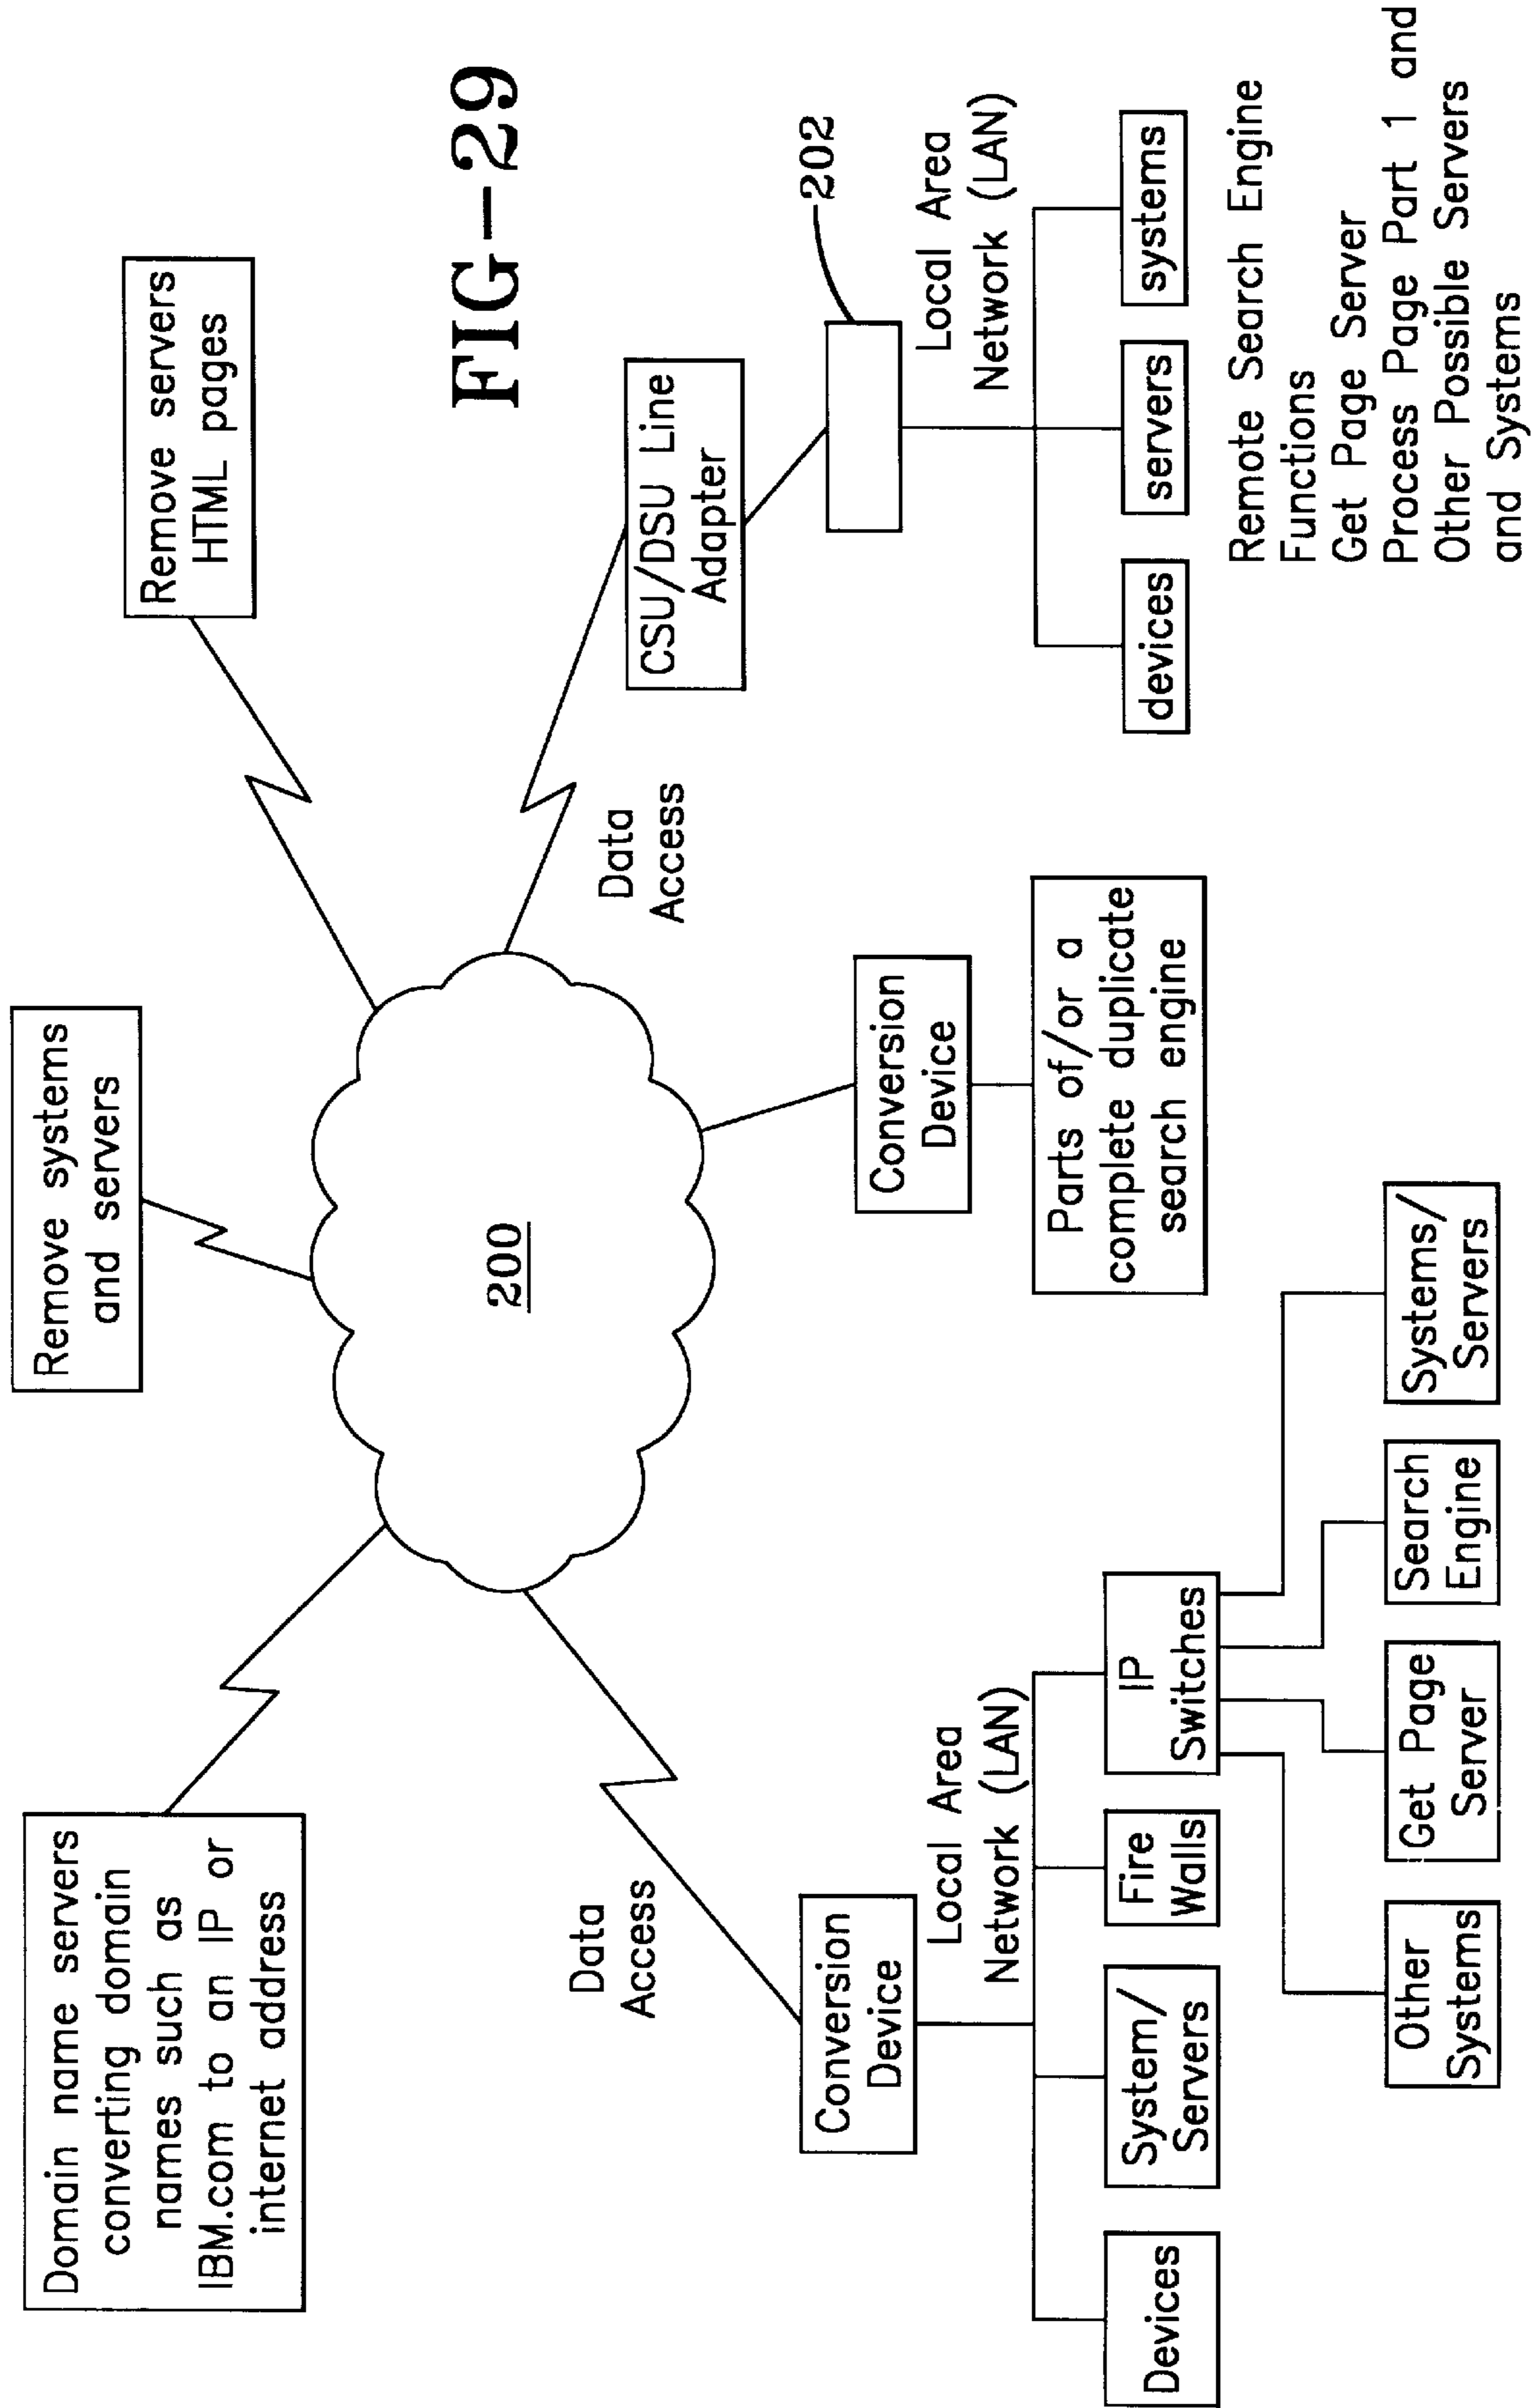 Domain name servers
converting domain
names such as
IBM.com to an IP or
internet address
Remove systems
and servers
Remove servers
HTML pages
FIG-29
200
Data
Access
Data
Access
CSU/DSU Line
Adapter
202
Local Area
Network (LAN)
devices
servers
systems
Remote Search Engine
Functions
Get Page Server
Process Page Part 1 and
Other Possible Servers
and Systems
Conversion
Device
Parts of/or a
complete duplicate
search engine
Conversion
Device
Local Area
Network (LAN)
Devices
System/
Servers
Fire
Walls
IP
Switches
Other
Systems
Get Page
Server
Search
Engine
Systems/
Servers